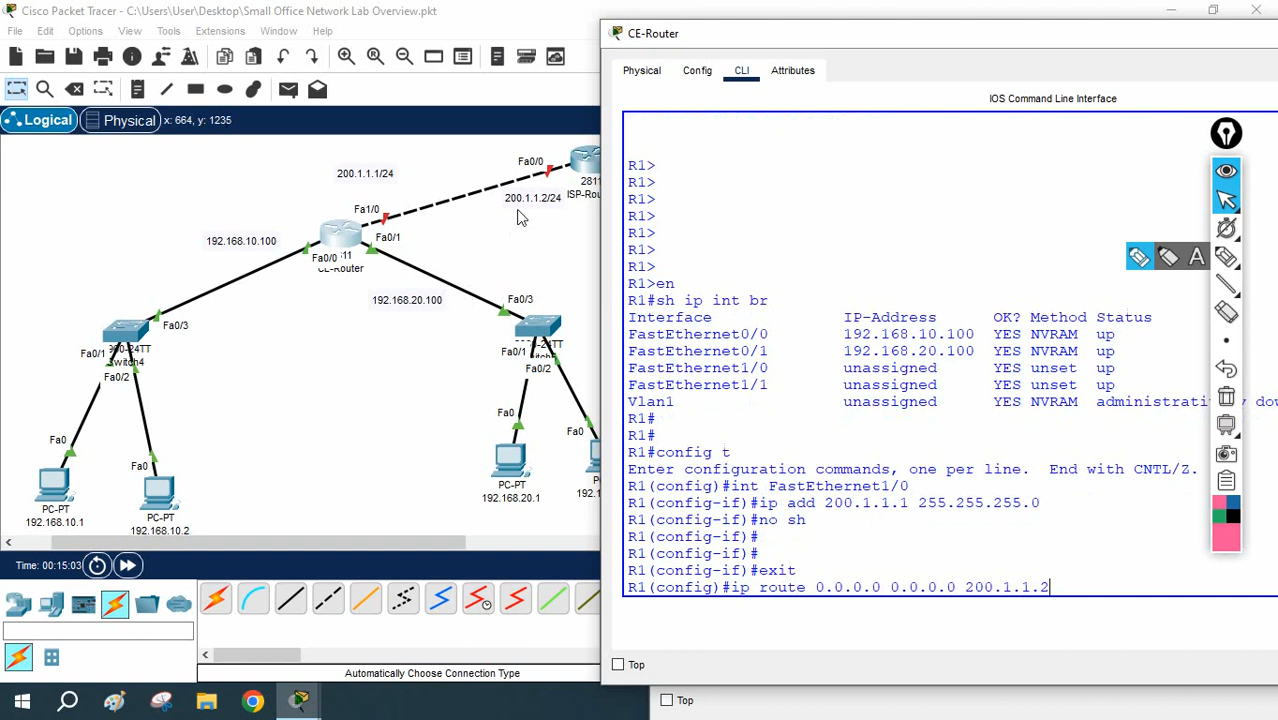 Cisco Packet Tracer - C:\Users\User\Desktop\Small Office Network Lab Overview.pkt
File Edit Options View Tools Extensions Window Help
Logical Physical x: 664, y: 1235
200.1.1.1/24
Fa0/0
2811
200.1.1.2/24
Fa1/0
Fa0/1
192.168.10.100
Fa0/0
CE-Router
192.168.20.100
Fa0/3
Fa0/3
Fa0/1
Fa0/2
Fa0/1
Fa0/2
Fa0
Fa0
Fa0
Fa0
PC-PT
192.168.10.1
PC-PT
192.168.10.2
PC-PT
192.168.20.1
Time: 00:15:03
Automatically Choose Connection Type
CE-Router
Physical Config CLI Attributes
IOS Command Line Interface
R1>
R1>
R1>
R1>
R1>
R1>
R1>
R1>en
R1#sh ip int br
Interface IP-Address OK? Method Status
FastEthernet0/0 192.168.10.100 YES NVRAM up
FastEthernet0/1 192.168.20.100 YES NVRAM up
FastEthernet1/0 unassigned YES unset up
FastEthernet1/1 unassigned YES unset up
Vlan1 unassigned YES NVRAM
R1#
R1#
R1#config t
Enter configuration commands, one per line. End with CNTL/Z.
R1(config)#int FastEthernet1/0
R1(config-if)#ip add 200.1.1.1 255.255.255.0
R1(config-if)#no sh
R1(config-if)#
R1(config-if)#
R1(config-if)#exit
R1(config)#ip route 0.0.0.0 0.0.0.0 200.1.1.2
A
Top
Top